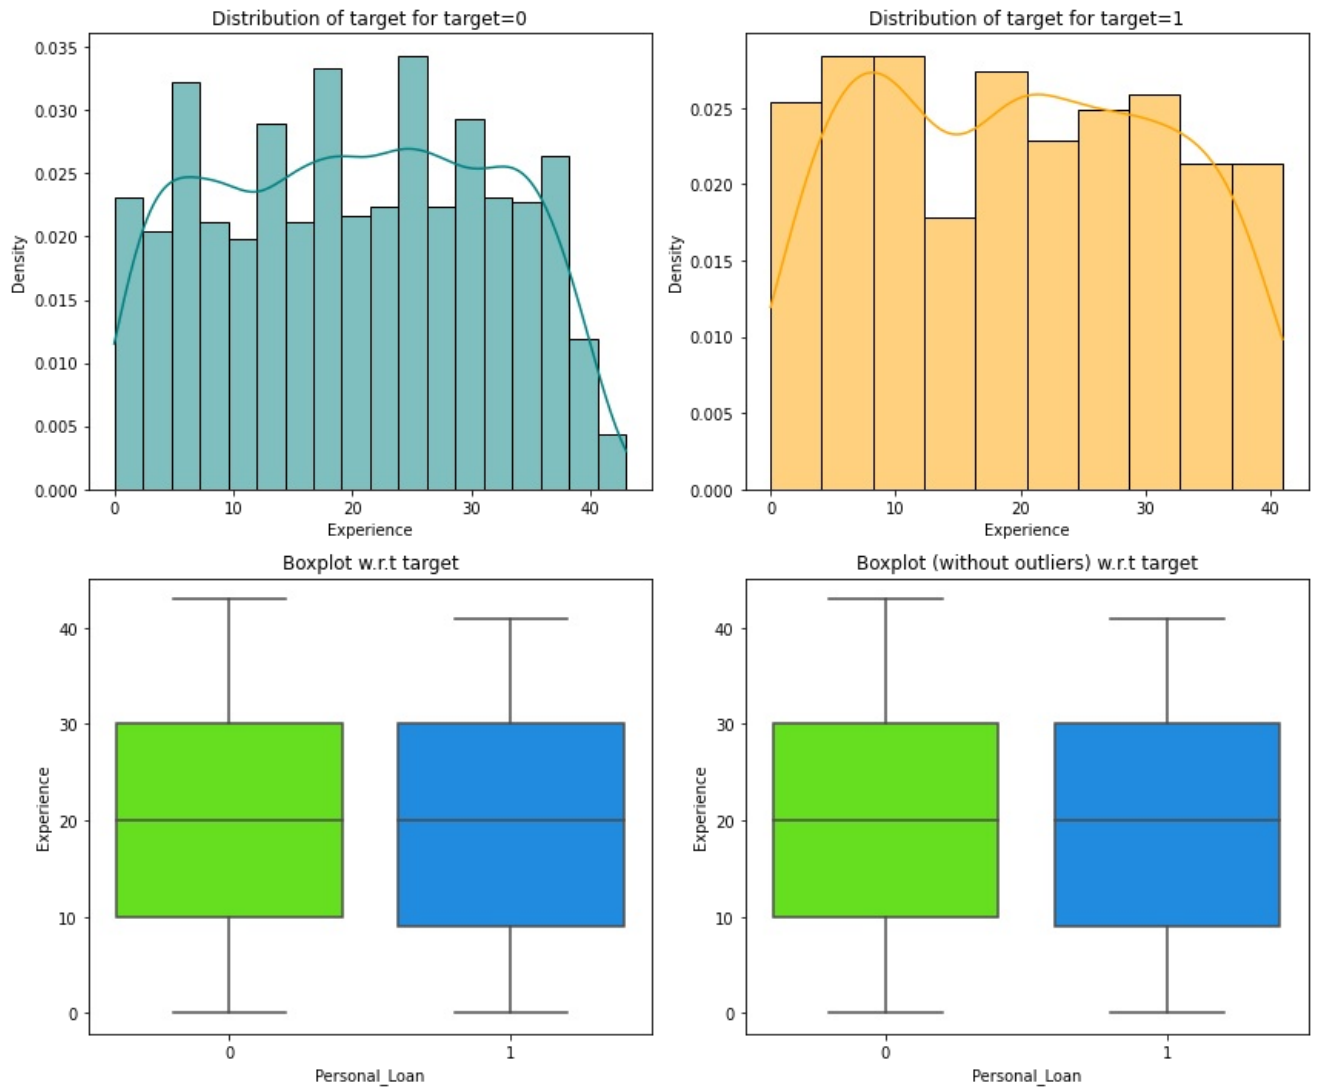 Distribution of target for target=0
Density
0.035
0.030
0.025
0.020
0.015
0.010
0.005
0.000
0 10 20 30 40
Experience
Distribution of target for target=1
Density
0.025
0.020
0.015
0.010
0.005
0.000
0 10 20 30 40
Experience
Boxplot w.r.t target
Experience
40
30
20
10
0
0 1
Personal_Loan
Boxplot (without outliers) w.r.t target
Experience
40
30
20
10
0
0 1
Personal_Loan